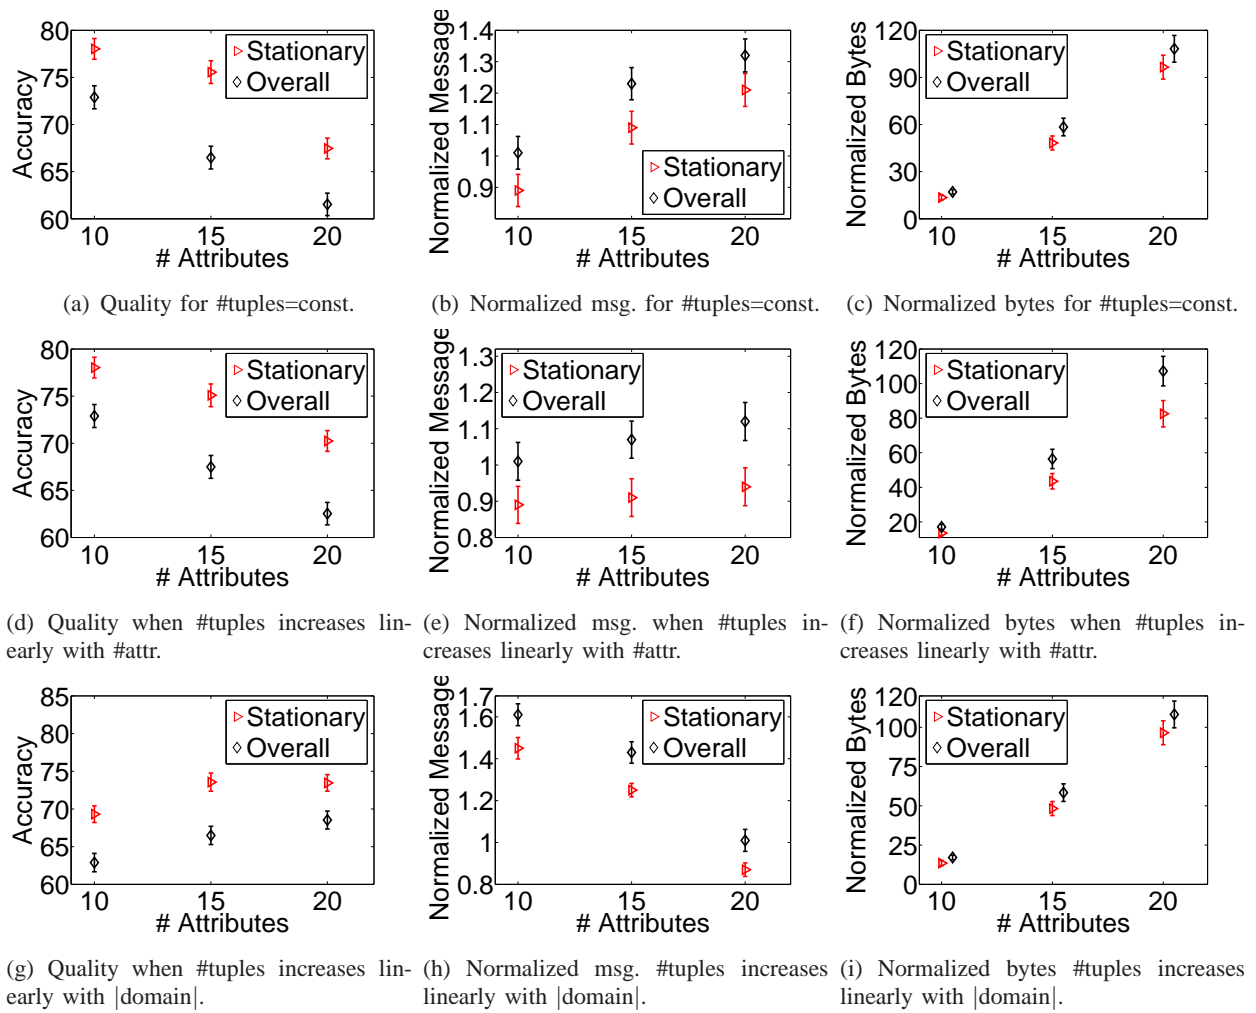 80
75
70
65
60
Accuracy
Stationary
Overall
10 15 20
# Attributes
(a) Quality for #tuples=const.
1.4
1.3
1.2
1.1
1
0.9
Normalized Message
Stationary
Overall
10 15 20
# Attributes
(b) Normalized msg. for #tuples=const.
120
90
60
30
0
Normalized Bytes
Stationary
Overall
10 15 20
# Attributes
(c) Normalized bytes for #tuples=const.
80
75
70
65
60
Accuracy
Stationary
Overall
10 15 20
# Attributes
(d) Quality when #tuples increases lin-
early with #attr.
1.3
1.2
1.1
1
0.9
0.8
Normalized Message
Stationary
Overall
10 15 20
# Attributes
(e) Normalized msg. when #tuples in-
creases linearly with #attr.
120
100
80
60
40
20
Normalized Bytes
Stationary
Overall
10 15 20
# Attributes
(f) Normalized bytes when #tuples in-
creases linearly with #attr.
85
80
75
70
65
60
Accuracy
Stationary
Overall
10 15 20
# Attributes
(g) Quality when #tuples increases lin-
early with |domain|.
1.7
1.6
1.4
1.2
1
0.8
Normalized Message
Stationary
Overall
10 15 20
# Attributes
(h) Normalized msg. #tuples increases
linearly with |domain|.
120
100
75
50
25
0
Normalized Bytes
Stationary
Overall
10 15 20
# Attributes
(i) Normalized bytes #tuples increases
linearly with |domain|.